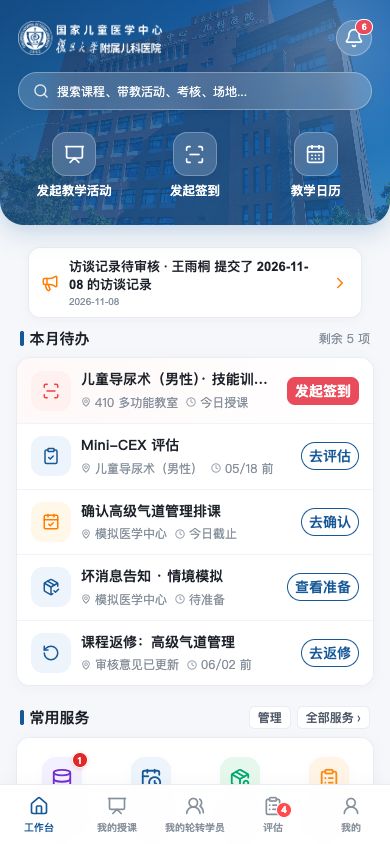 国家儿童医学中心
復旦大学附属儿科医院
6
搜索课程、带教活动、考核、场地...
发起教学活动
发起签到
教学日历
访谈记录待审核 · 王雨桐 提交了 2026-11-
08 的访谈记录
2026-11-08
本月待办
剩余 5 项
儿童导尿术（男性）· 技能训...
410 多功能教室 今日授课
发起签到
Mini-CEX 评估
儿童导尿术（男性） 05/18 前
去评估
确认高级气道管理排课
模拟医学中心 今日截止
去确认
坏消息告知 · 情境模拟
模拟医学中心 待准备
查看准备
课程返修：高级气道管理
审核意见已更新 06/02 前
去返修
常用服务
管理
全部服务 ›
1
工作台
我的授课
我的轮转学员
4
评估
我的